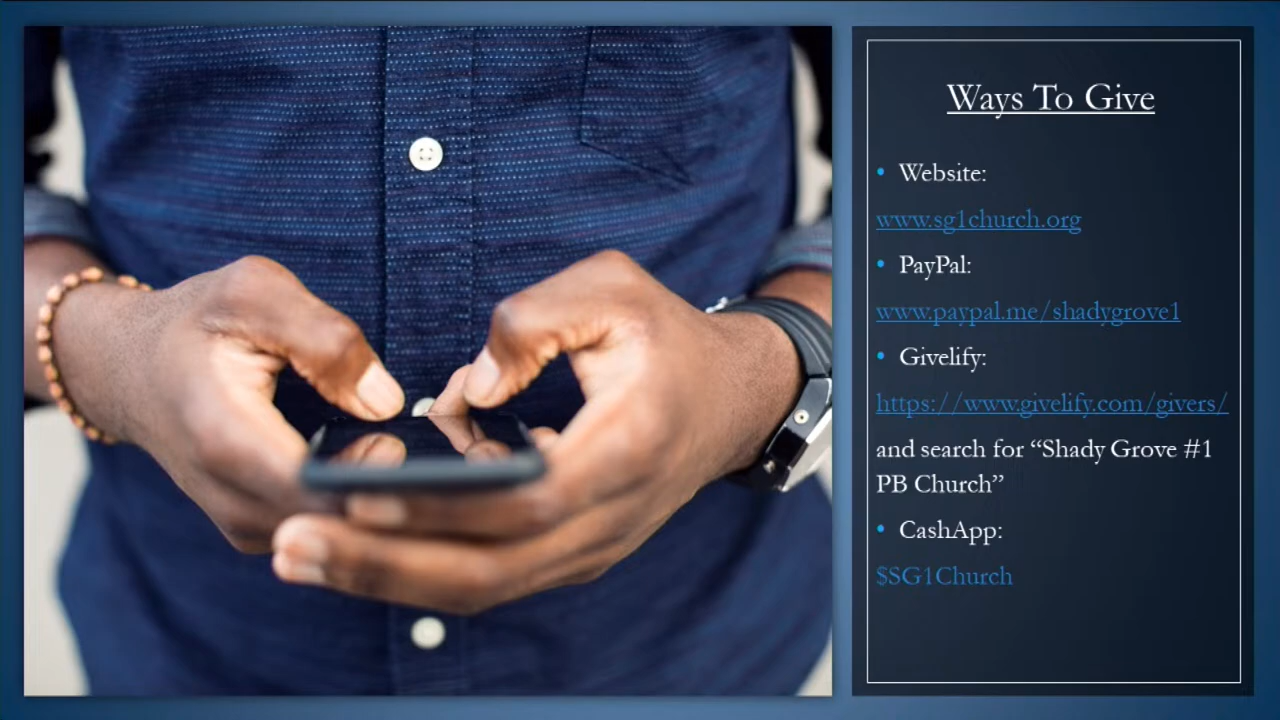 Ways To Give
• Website:
www.sg1church.org
• PayPal:
www.paypal.me/shadygrove1
• Givelify:
https://www.givelify.com/givers/
and search for “Shady Grove #1
PB Church”
• CashApp:
$SG1Church